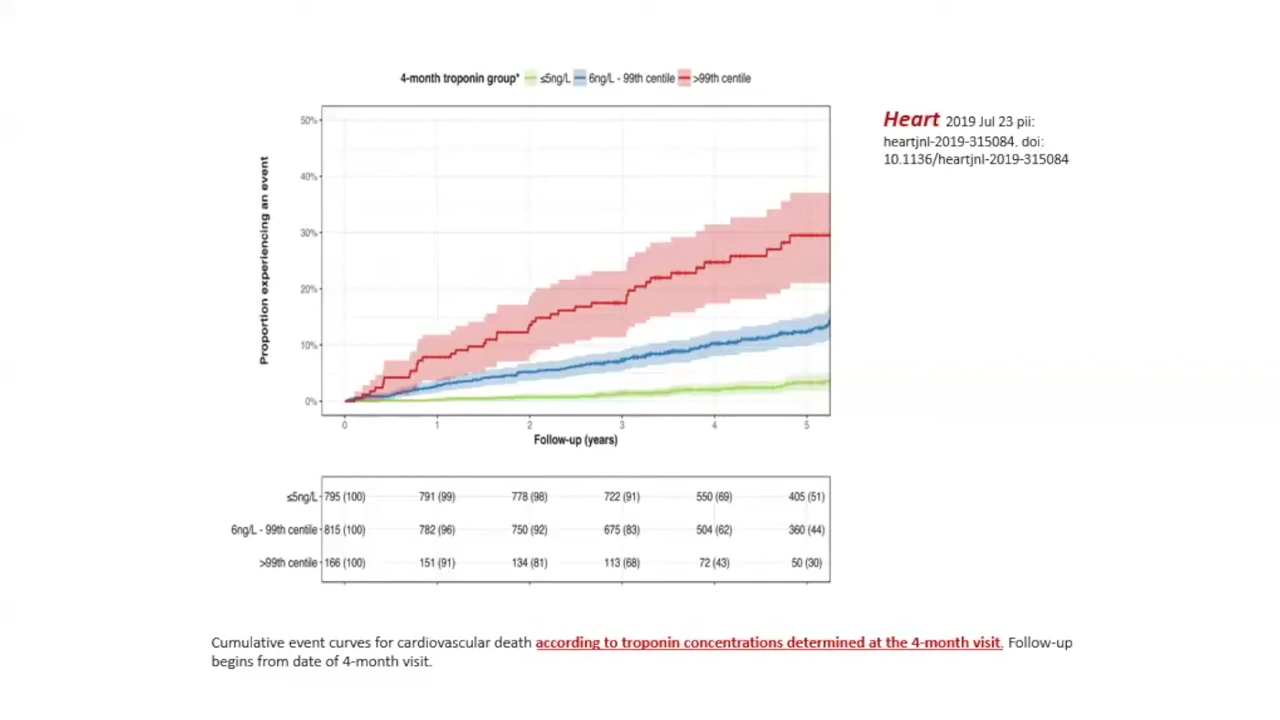 4-month troponin group* ≤5ng/L 6ng/L - 99th centile >99th centile
Heart 2019 Jul 23 pii:
heartjnl-2019-315084. doi:
10.1136/heartjnl-2019-315084
Proportion experiencing an event
50%
40%
30%
20%
10%
0%
0 1 2 3 4 5
Follow-up (years)
≤5ng/L 795 (100) 791 (99) 778 (98) 722 (91) 550 (69) 405 (51)
6ng/L - 99th centile 815 (100) 782 (96) 750 (92) 675 (83) 504 (62) 360 (44)
>99th centile 166 (100) 151 (91) 134 (81) 113 (68) 72 (43) 50 (30)
Cumulative event curves for cardiovascular death according to troponin concentrations determined at the 4-month visit. Follow-up
begins from date of 4-month visit.